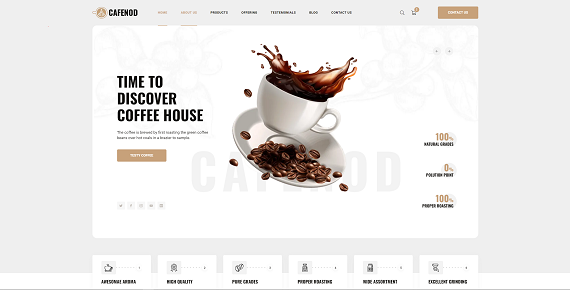 CAFENOD
HOME ABOUT US PRODUCTS OFFERING TESTIMONIALS BLOG CONTACT US
CONTACT US
TIME TO
DISCOVER
COFFEE HOUSE
The coffee is brewed by first roasting the green coffee
beans over hot coals in a brazier to sample.
TASTY COFFEE
CAFENOD
100%
NATURAL GRADES
0%
POLUTION POINT
100%
PROPER ROASTING
AWESOME AROMA
HIGH QUALITY
PURE GRADES
PROPER ROASTING
WIDE ASSORTMENT
EXCELLENT GRINDING